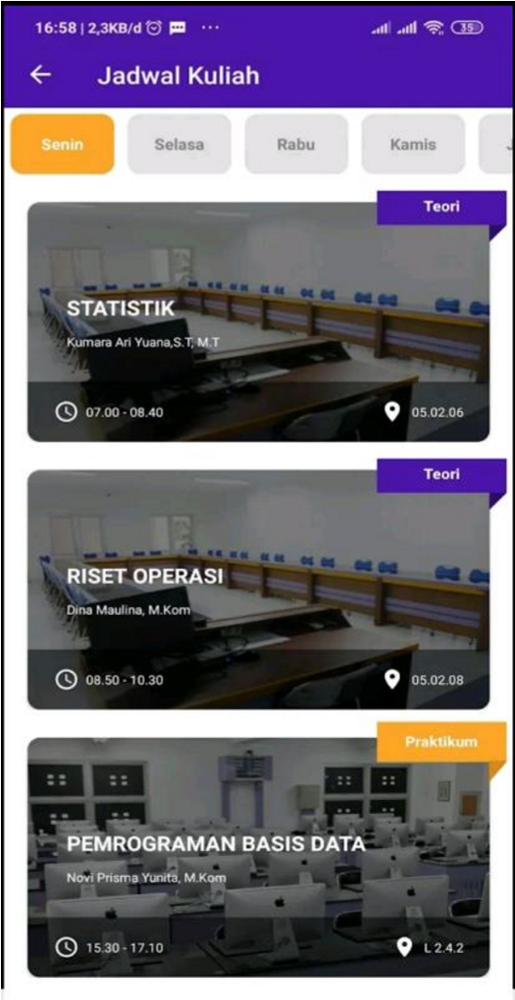 16:58 | 2,3KB/d ... 35
Jadwal Kuliah
Senin Selasa Rabu Kamis J
Teori
STATISTIK
Kumara Ari Yuana,S.T, M.T
07.00 - 08.40 05.02.06
Teori
RISET OPERASI
Dina Maulina, M.Kom
08.50 - 10.30 05.02.08
Praktikum
PEMROGRAMAN BASIS DATA
Novi Prisma Yunita, M.Kom
15.30 - 17.10 L 2.4.2